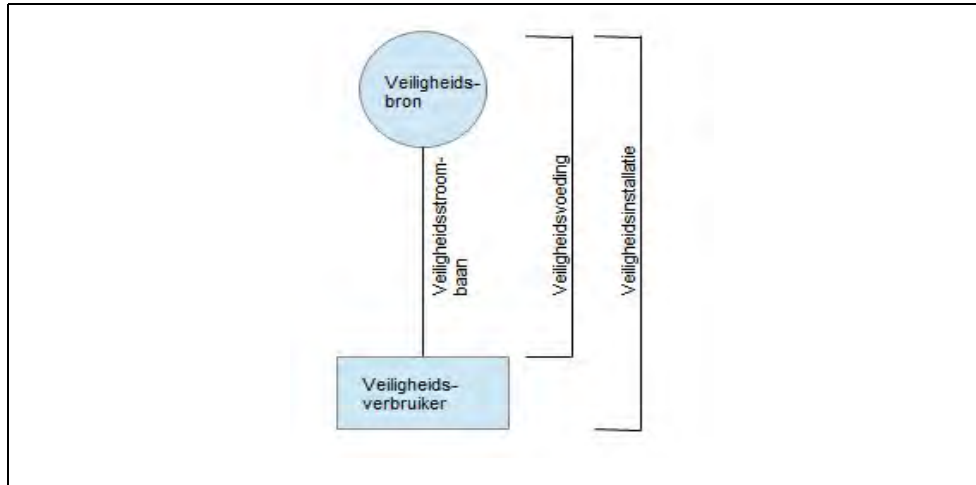 Veiligheids-
bron
Veiligheidsstroom-
baan
Veiligheidsvoeding
Veiligheidsinstallatie
Veiligheids-
verbruiker